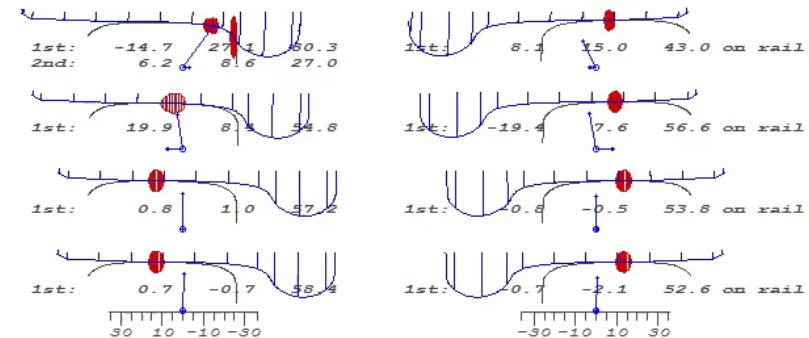 1st: -14.7 27.1 80.3 1st: 8.1 15.0 43.0 on rail
2nd: 6.2 8.6 27.0
1st: 19.9 8.4 54.8 1st: -19.4 7.6 56.6 on rail
1st: 0.8 1.0 57.2 1st: -0.8 -0.5 53.8 on rail
1st: 0.7 -0.7 58.4 1st: -0.7 -2.1 52.6 on rail
30 10 -10 -30 -30 -10 10 30